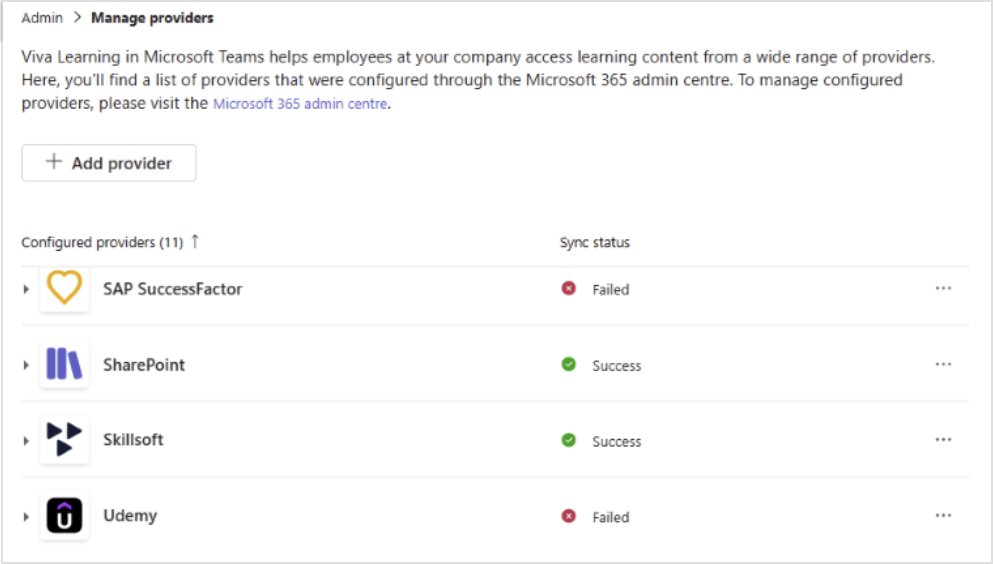 Admin > Manage providers
Viva Learning in Microsoft Teams helps employees at your company access learning content from a wide range of providers.
Here, you'll find a list of providers that were configured through the Microsoft 365 admin centre. To manage configured
providers, please visit the Microsoft 365 admin centre.
+ Add provider
Configured providers (11) ↑ Sync status
SAP SuccessFactor Failed ...
SharePoint Success ...
Skillsoft Success ...
Udemy Failed ...